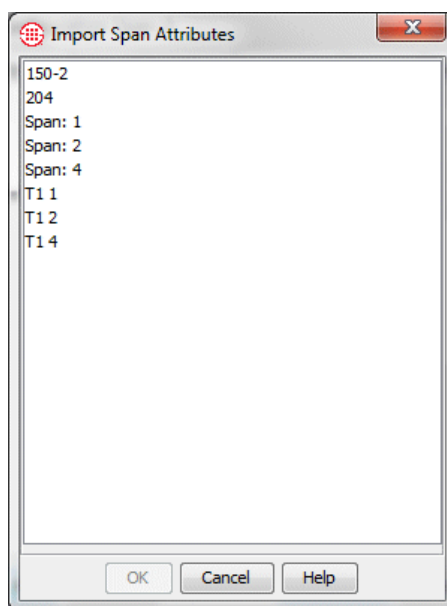 Import Span Attributes
150-2
204
Span: 1
Span: 2
Span: 4
T1 1
T1 2
T1 4
OK Cancel Help